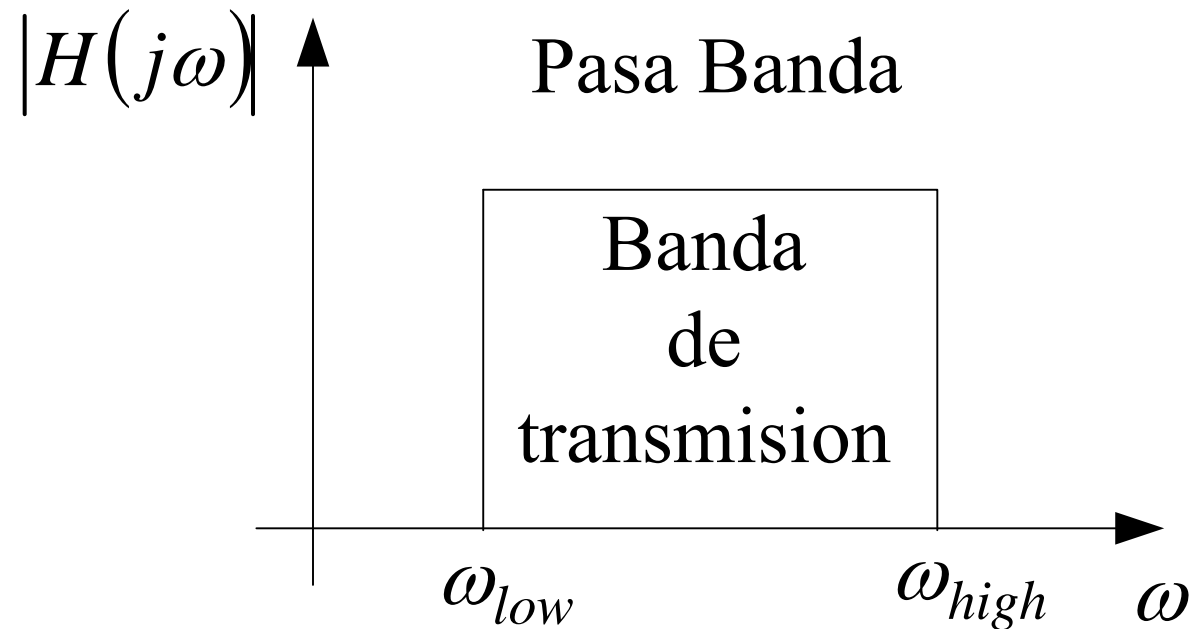 |H(jω)|
Pasa Banda
Banda
de
transmision
ω_low
ω_high
ω